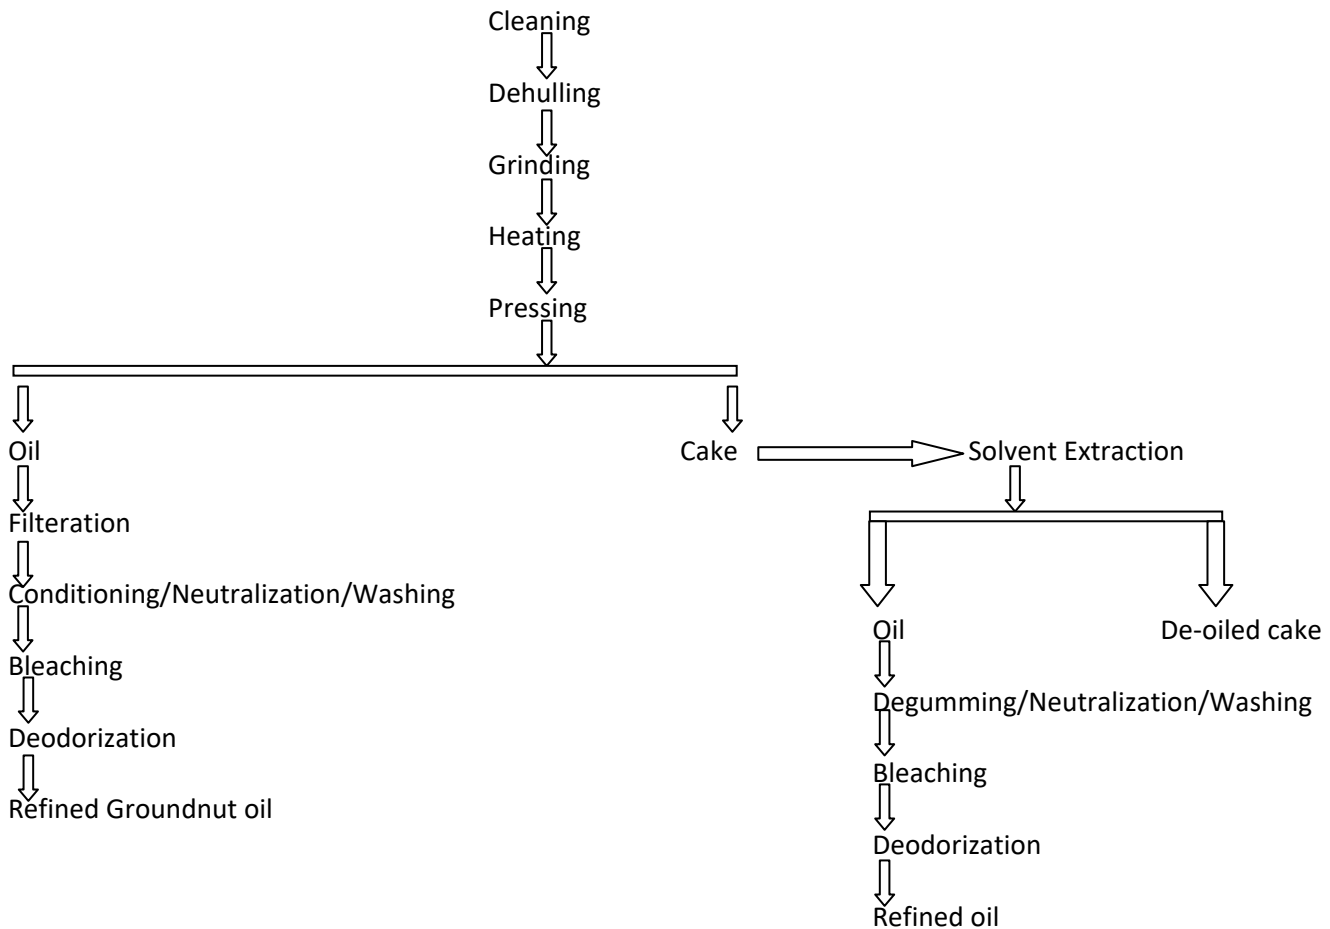 Cleaning
Dehulling
Grinding
Heating
Pressing
Oil
Cake
Solvent Extraction
Filteration
Conditioning/Neutralization/Washing
Bleaching
Deodorization
Refined Groundnut oil
Oil
De-oiled cake
Degumming/Neutralization/Washing
Bleaching
Deodorization
Refined oil